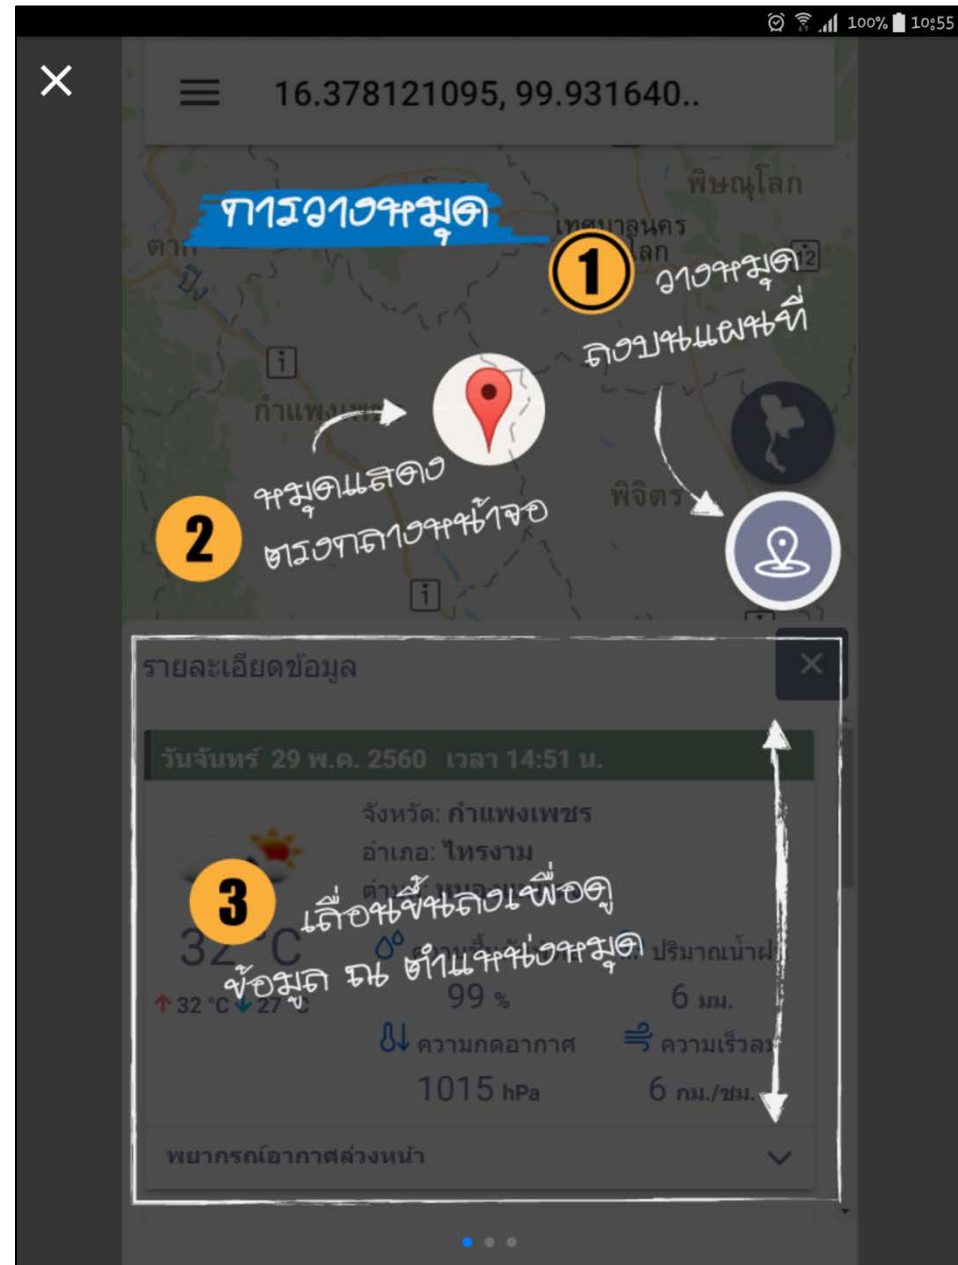 100% 10:55
16.378121095, 99.931640..
การวางหมุด
พิษณุโลก
เทศบาลนคร
ตาก
ปิง
12
1
วางหมุด
ลงบนแผนที่
i
หมุดแสดง
พิจิตร
2
ตรงกลางหน้าจอ
i
รายละเอียดข้อมูล
วันจันทร์ 29 พ.ค. 2560 เวลา 14:51 น.
จังหวัด: กำแพงเพชร
อำเภอ: ไทรงาม
3
เลื่อนขึ้นลงเพื่อดู
32 °C
ปริมาณน้ำฝน
ข้อมูล ณ ตำแหน่งหมุด
32 °C 27 °C
99 %
6 มม.
ความกดอากาศ
ความเร็วลม
1015 hPa
6 กม./ชม.
พยากรณ์อากาศล่วงหน้า